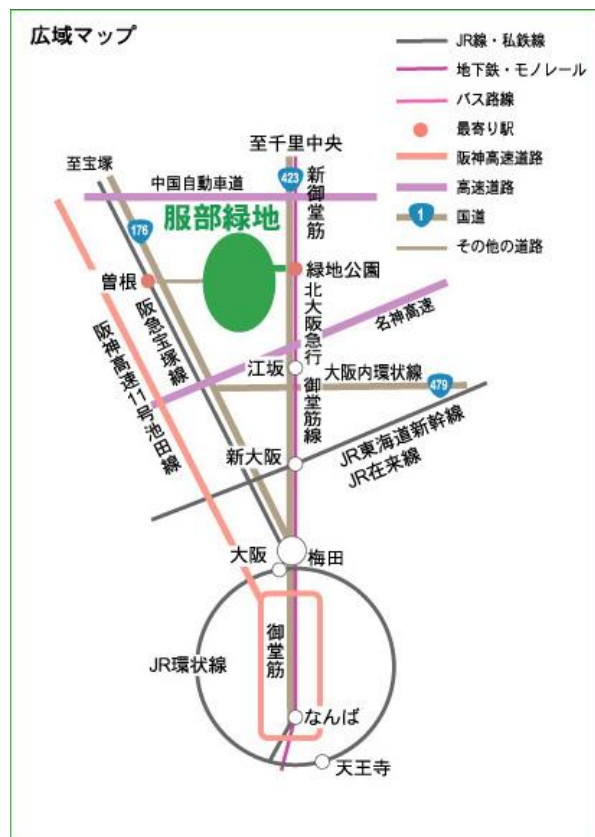 広域マップ
JR線・私鉄線
地下鉄・モノレール
バス路線
最寄り駅
阪神高速道路
高速道路
1
国道
その他の道路
至千里中央
至宝塚
中国自動車道
423
新御堂筋
176
服部緑地
曽根
緑地公園
阪急宝塚線
北大阪急行
名神高速
阪神高速11号池田線
江坂
大阪内環状線
479
御堂筋線
新大阪
JR東海道新幹線
JR在来線
大阪
梅田
御堂筋
JR環状線
なんば
天王寺